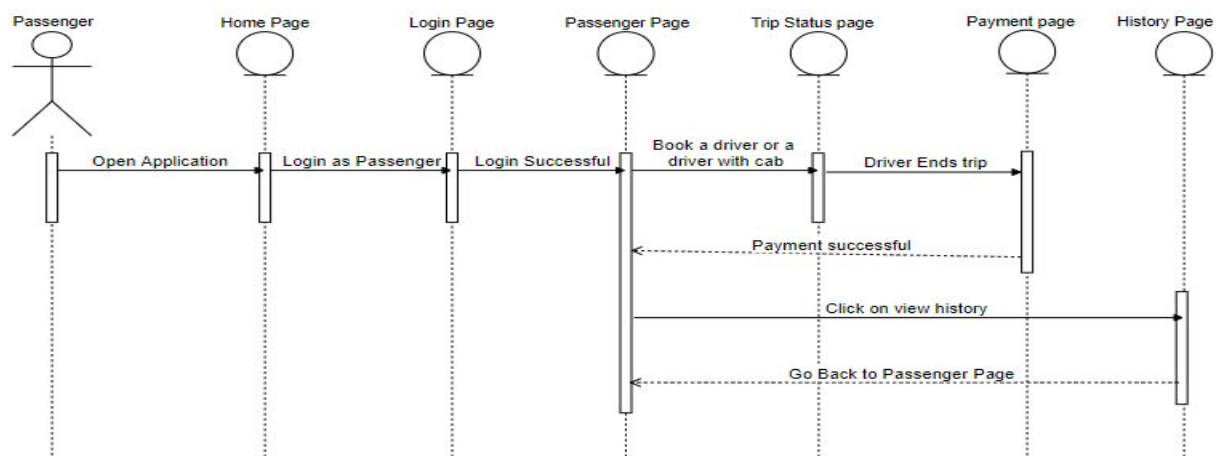 Passenger
Home Page
Login Page
Passenger Page
Trip Status page
Payment page
History Page
Open Application
Login as Passenger
Login Successful
Book a driver or a
driver with cab
Driver Ends trip
Payment successful
Click on view history
Go Back to Passenger Page